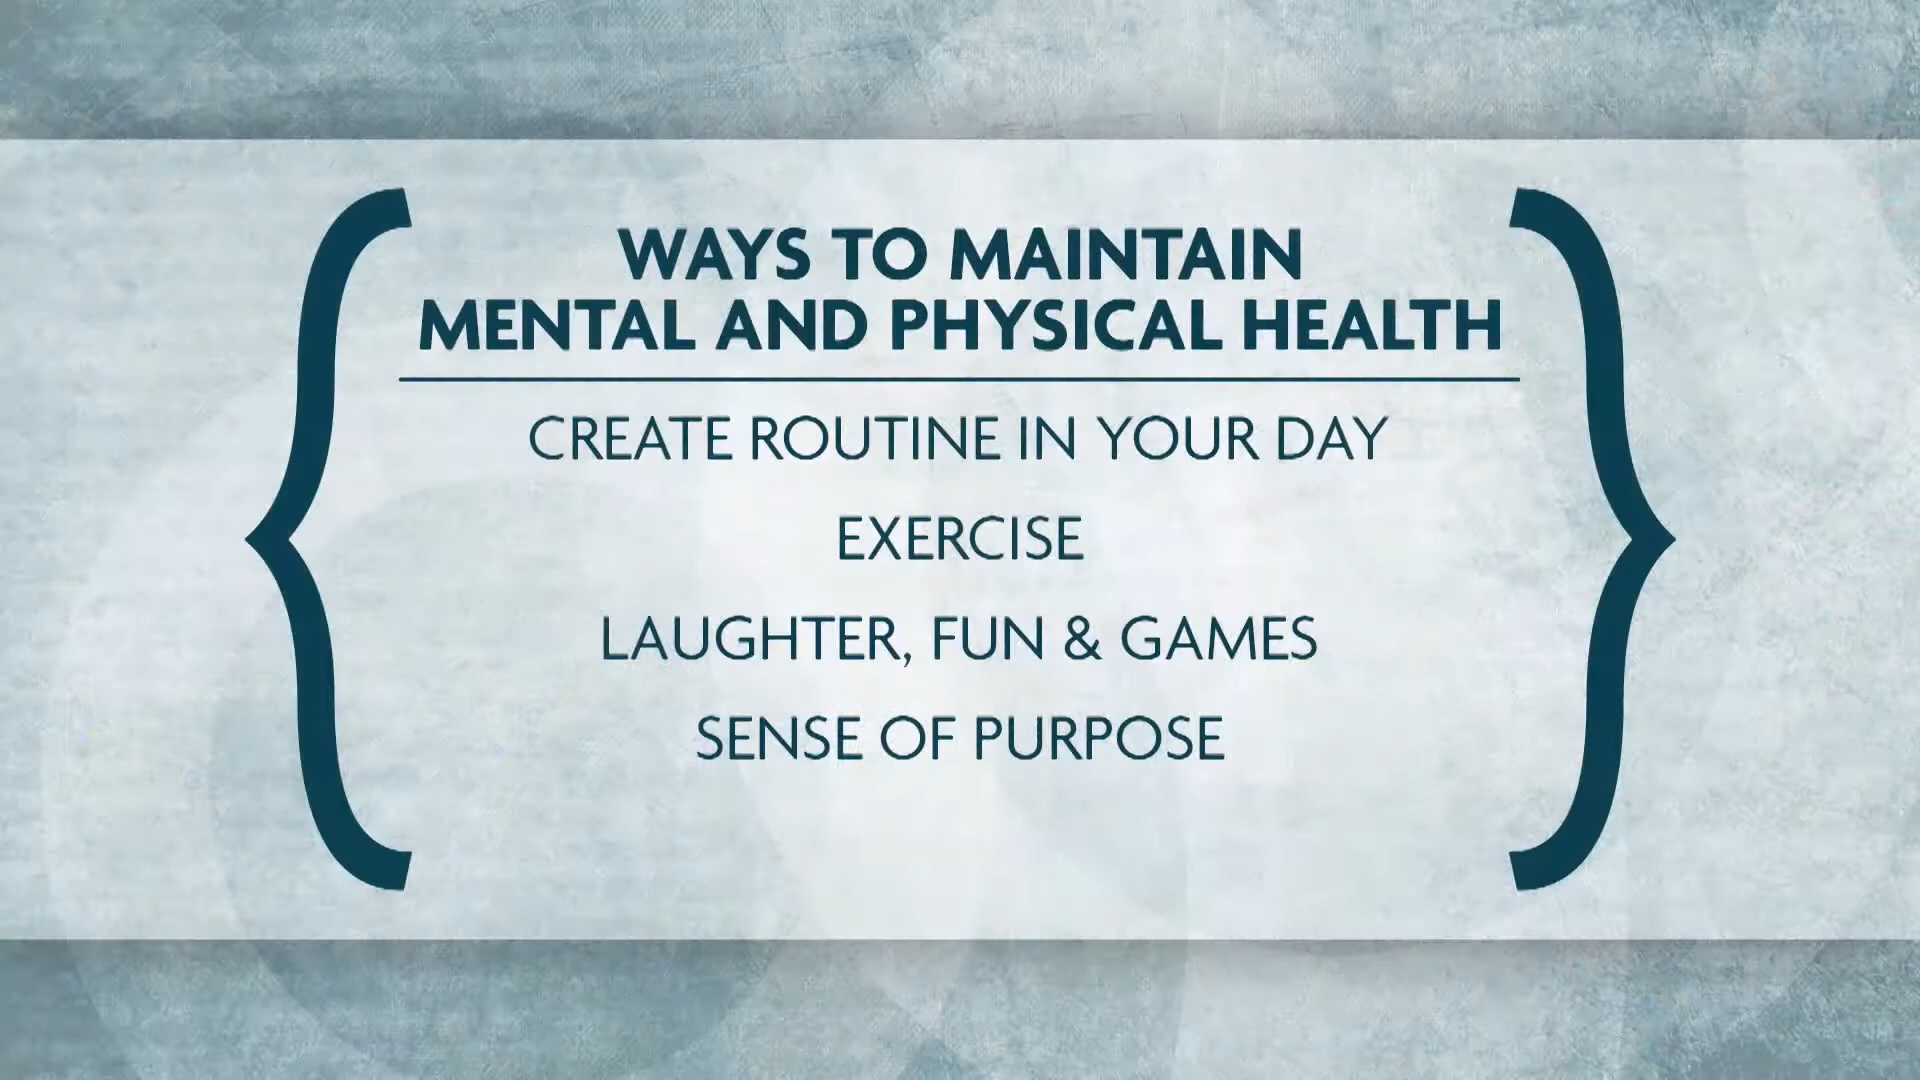 WAYS TO MAINTAIN
MENTAL AND PHYSICAL HEALTH
CREATE ROUTINE IN YOUR DAY
EXERCISE
LAUGHTER, FUN & GAMES
SENSE OF PURPOSE